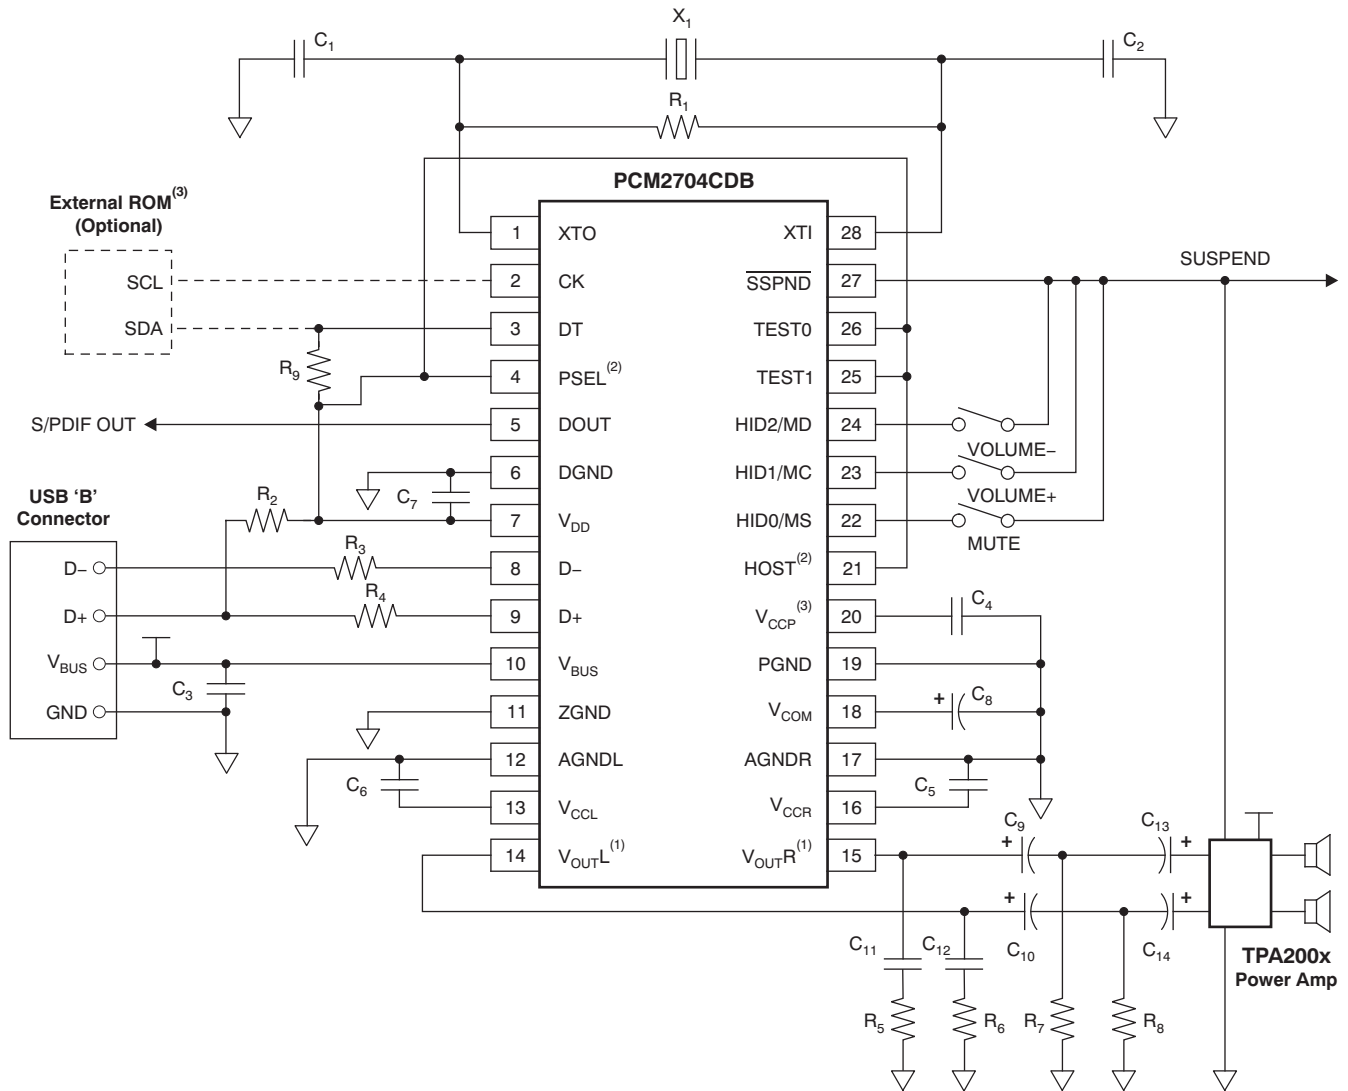 X1
C1
C2
R1
PCM2704CDB
External ROM(3)
(Optional)
SCL
SDA
R9
S/PDIF OUT
USB ‘B’
Connector
D–
D+
VBUS
GND
R2
R3
R4
C3
C7
C6
1 XTO
2 CK
3 DT
4 PSEL(2)
5 DOUT
6 DGND
7 VDD
8 D–
9 D+
10 VBUS
11 ZGND
12 AGNDL
13 VCCL
14 VOUTL(1)
XTI 28
SSPND 27
TEST0 26
TEST1 25
HID2/MD 24
HID1/MC 23
HID0/MS 22
HOST(2) 21
VCCP(3) 20
PGND 19
VCOM 18
AGNDR 17
VCCR 16
VOUTR(1) 15
SUSPEND
VOLUME–
VOLUME+
MUTE
C4
+ C8
C5
C9
+
C13
+
+
C10
+
C14
C11
C12
R5
R6
R7
R8
TPA200x
Power Amp